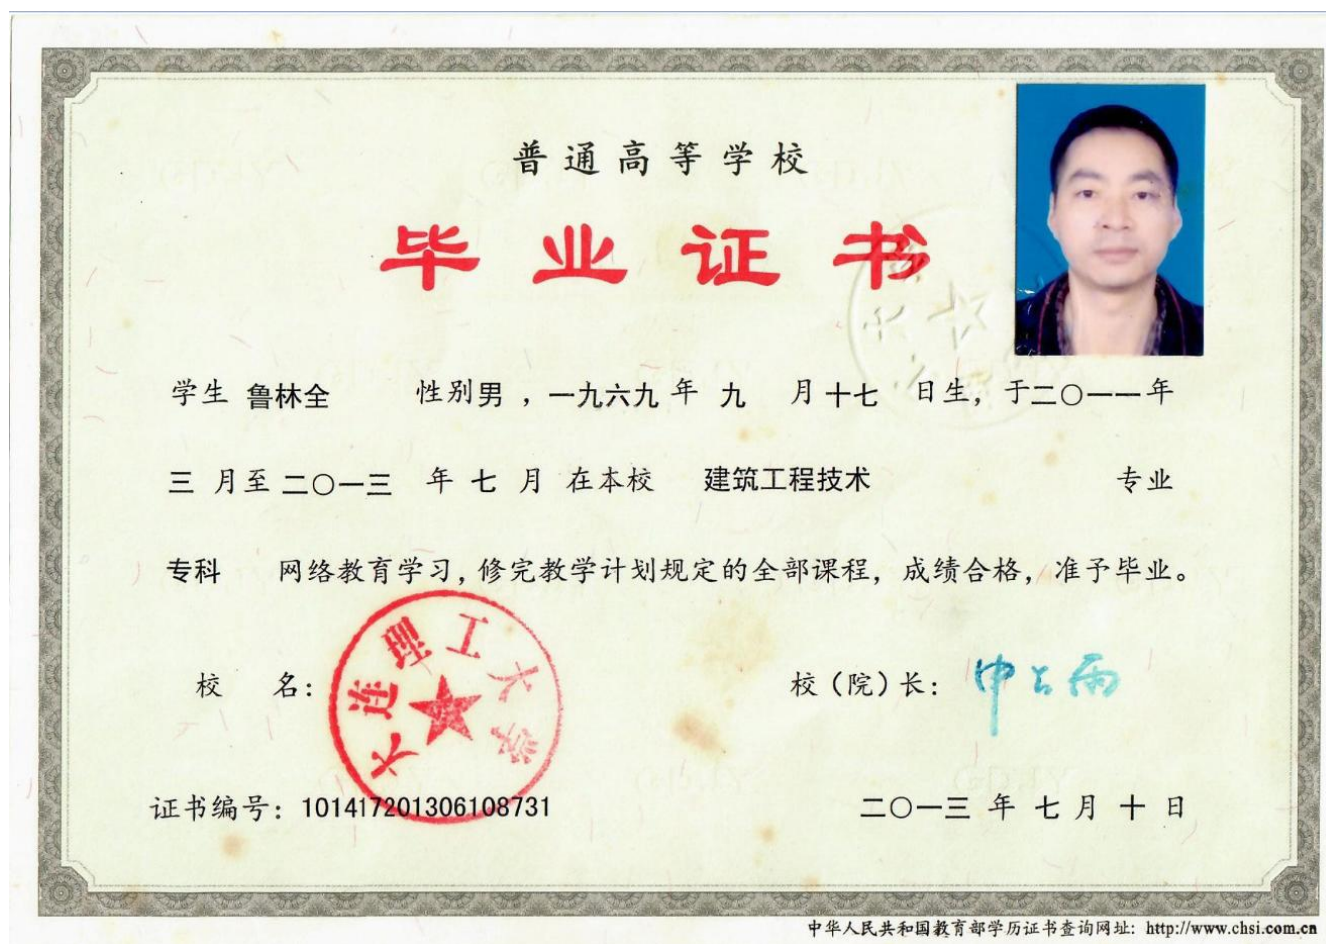 普通高等学校
毕业证书
学生 鲁林全 性别男，一九六九年 九 月十七 日生，于二〇一一年
三 月至二〇一三 年 七 月 在本校 建筑工程技术 专业
专科 网络教育学习，修完教学计划规定的全部课程，成绩合格，准予毕业。
大连理工大学
校 名： 校（院）长：申长雨
证书编号：101417201306108731 二〇一三 年 七 月 十 日
中华人民共和国教育部学历证书查询网址：http://www.chsi.com.cn